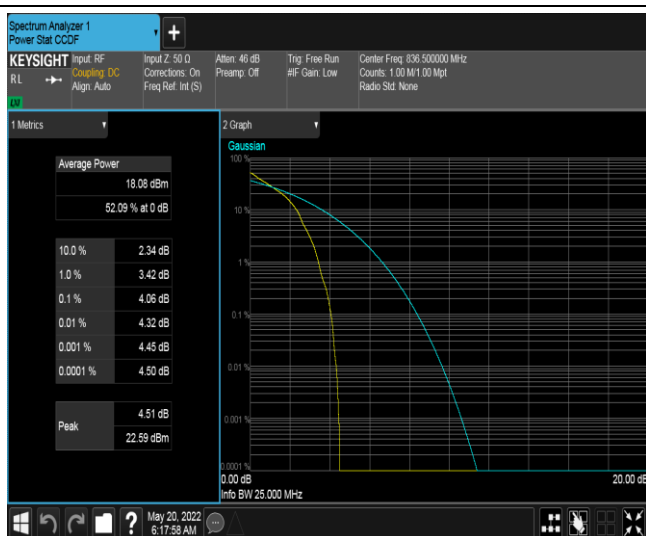 Spectrum Analyzer 1
Power Stat CCDF
+
KEYSIGHT
RL
Input: RF
Coupling: DC
Align: Auto
Input Z: 50 Ω
Corrections: On
Freq Ref: Int (S)
Atten: 46 dB
Preamp: Off
Trig: Free Run
#IF Gain: Low
Center Freq: 836.500000 MHz
Counts: 1.00 M/1.00 Mpt
Radio Std: None
1 Metrics
Average Power
18.08 dBm
52.09 % at 0 dB
10.0 % 2.34 dB
1.0 % 3.42 dB
0.1 % 4.06 dB
0.01 % 4.32 dB
0.001 % 4.45 dB
0.0001 % 4.50 dB
Peak
4.51 dB
22.59 dBm
2 Graph
Gaussian
100 %
10 %
1 %
0.1 %
0.01 %
0.001 %
0.0001 %
0.00 dB
20.00 dB
Info BW 25.000 MHz
?
May 20, 2022
6:17:58 AM